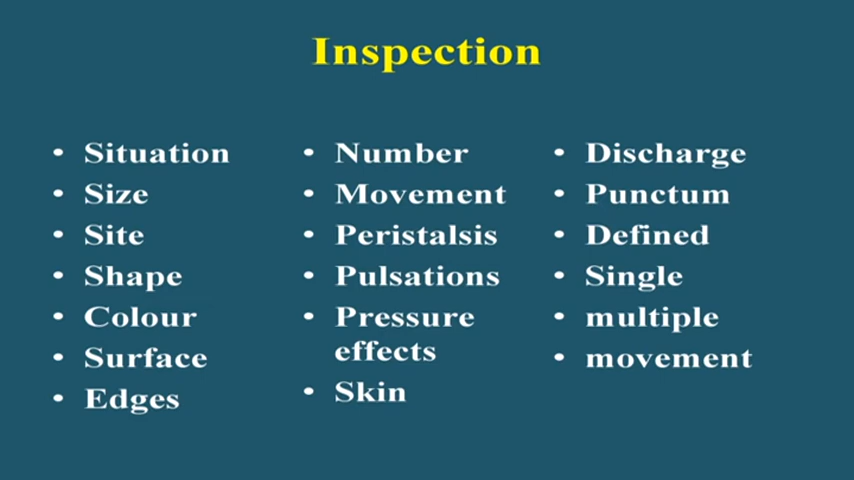 Inspection
• Situation
• Size
• Site
• Shape
• Colour
• Surface
• Edges
• Number
• Movement
• Peristalsis
• Pulsations
• Pressure
effects
• Skin
• Discharge
• Punctum
• Defined
• Single
• multiple
• movement